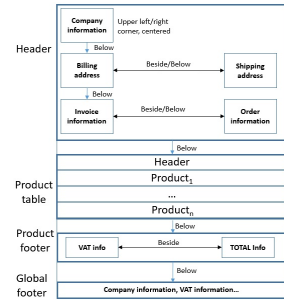 Company
information
Upper left/right
corner, centered
Header
Below
Billing
address
Beside/Below
Shipping
address
Below
Invoice
information
Beside/Below
Order
information
Below
Header
Product1
Product
table
...
Productn
Below
Product
footer
VAT info
Beside
TOTAL Info
Below
Global
footer
Company information, VAT information...